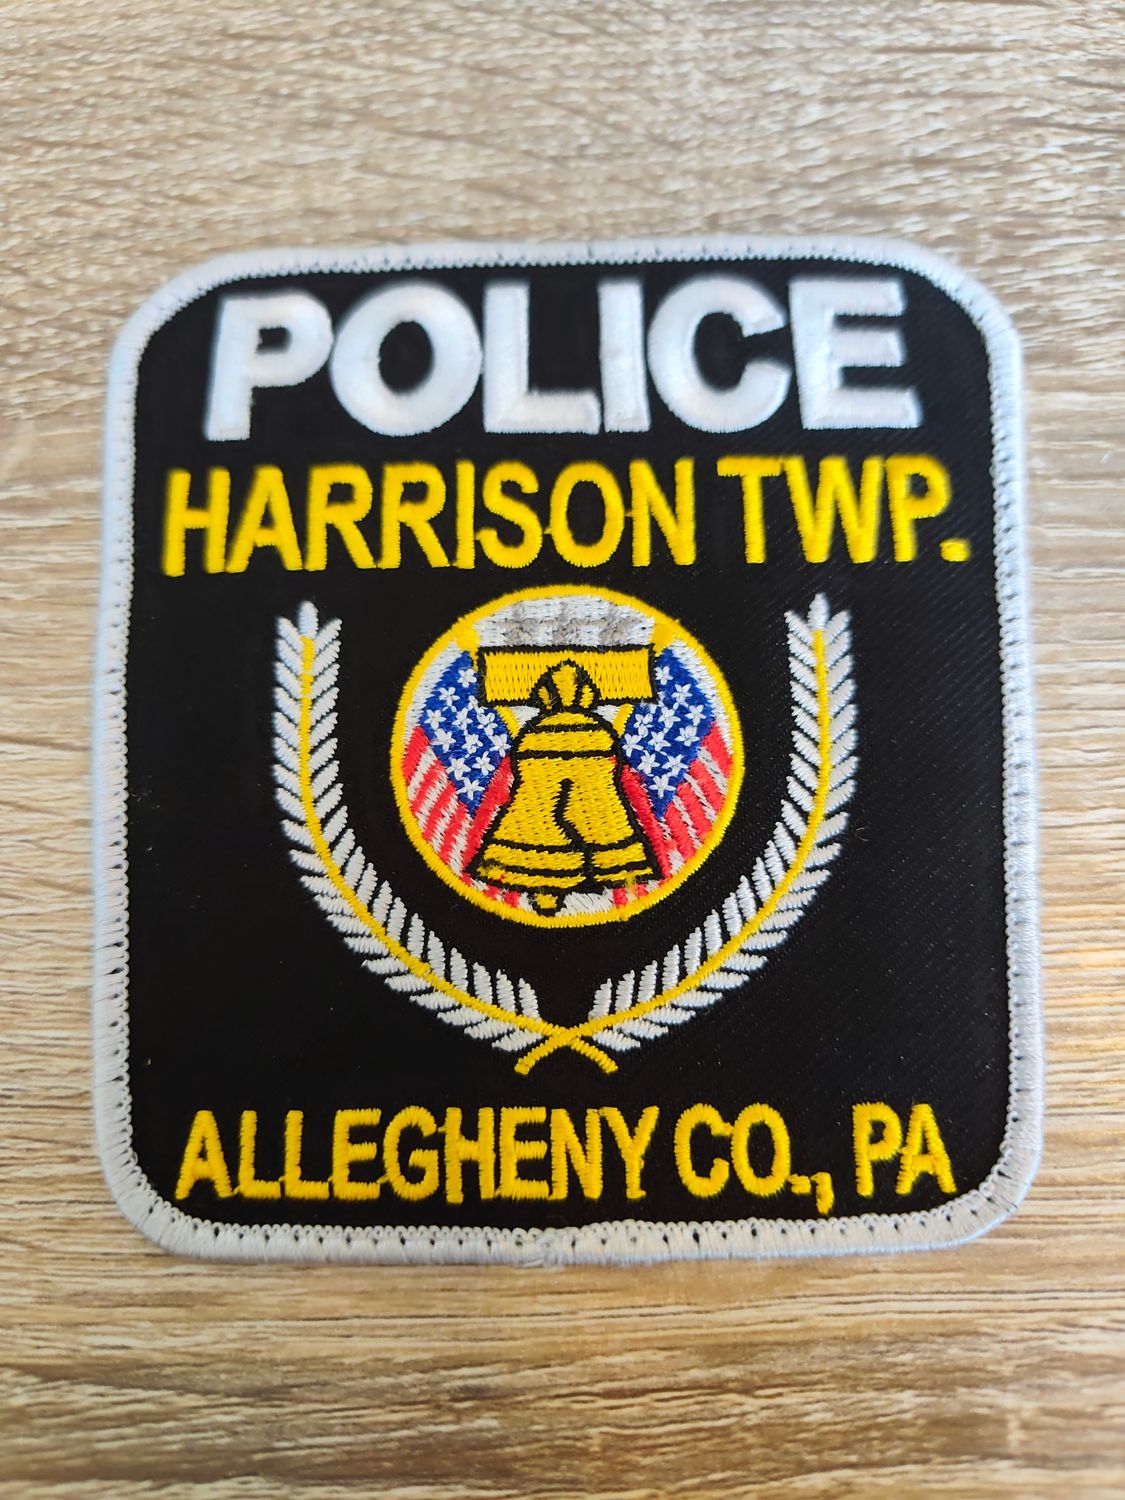 POLICE
HARRISON TWP.
ALLEGHENY CO., PA